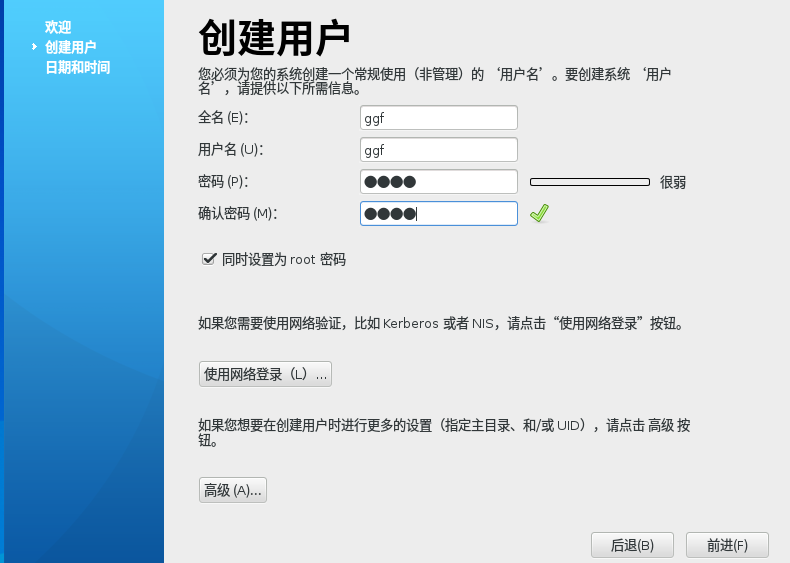 欢迎
创建用户
日期和时间
创建用户
您必须为您的系统创建一个常规使用（非管理）的 ‘用户名’。要创建系统 ‘用户
名’，请提供以下所需信息。
全名 (E)：
ggf
用户名 (U)：
ggf
密码 (P)：
●●●●
很弱
确认密码 (M)：
●●●●
同时设置为 root 密码
如果您需要使用网络验证，比如 Kerberos 或者 NIS，请点击“使用网络登录”按钮。
使用网络登录（L）...
如果您想要在创建用户时进行更多的设置（指定主目录、和/或 UID），请点击 高级 按
钮。
高级 (A)...
后退(B)
前进(F)